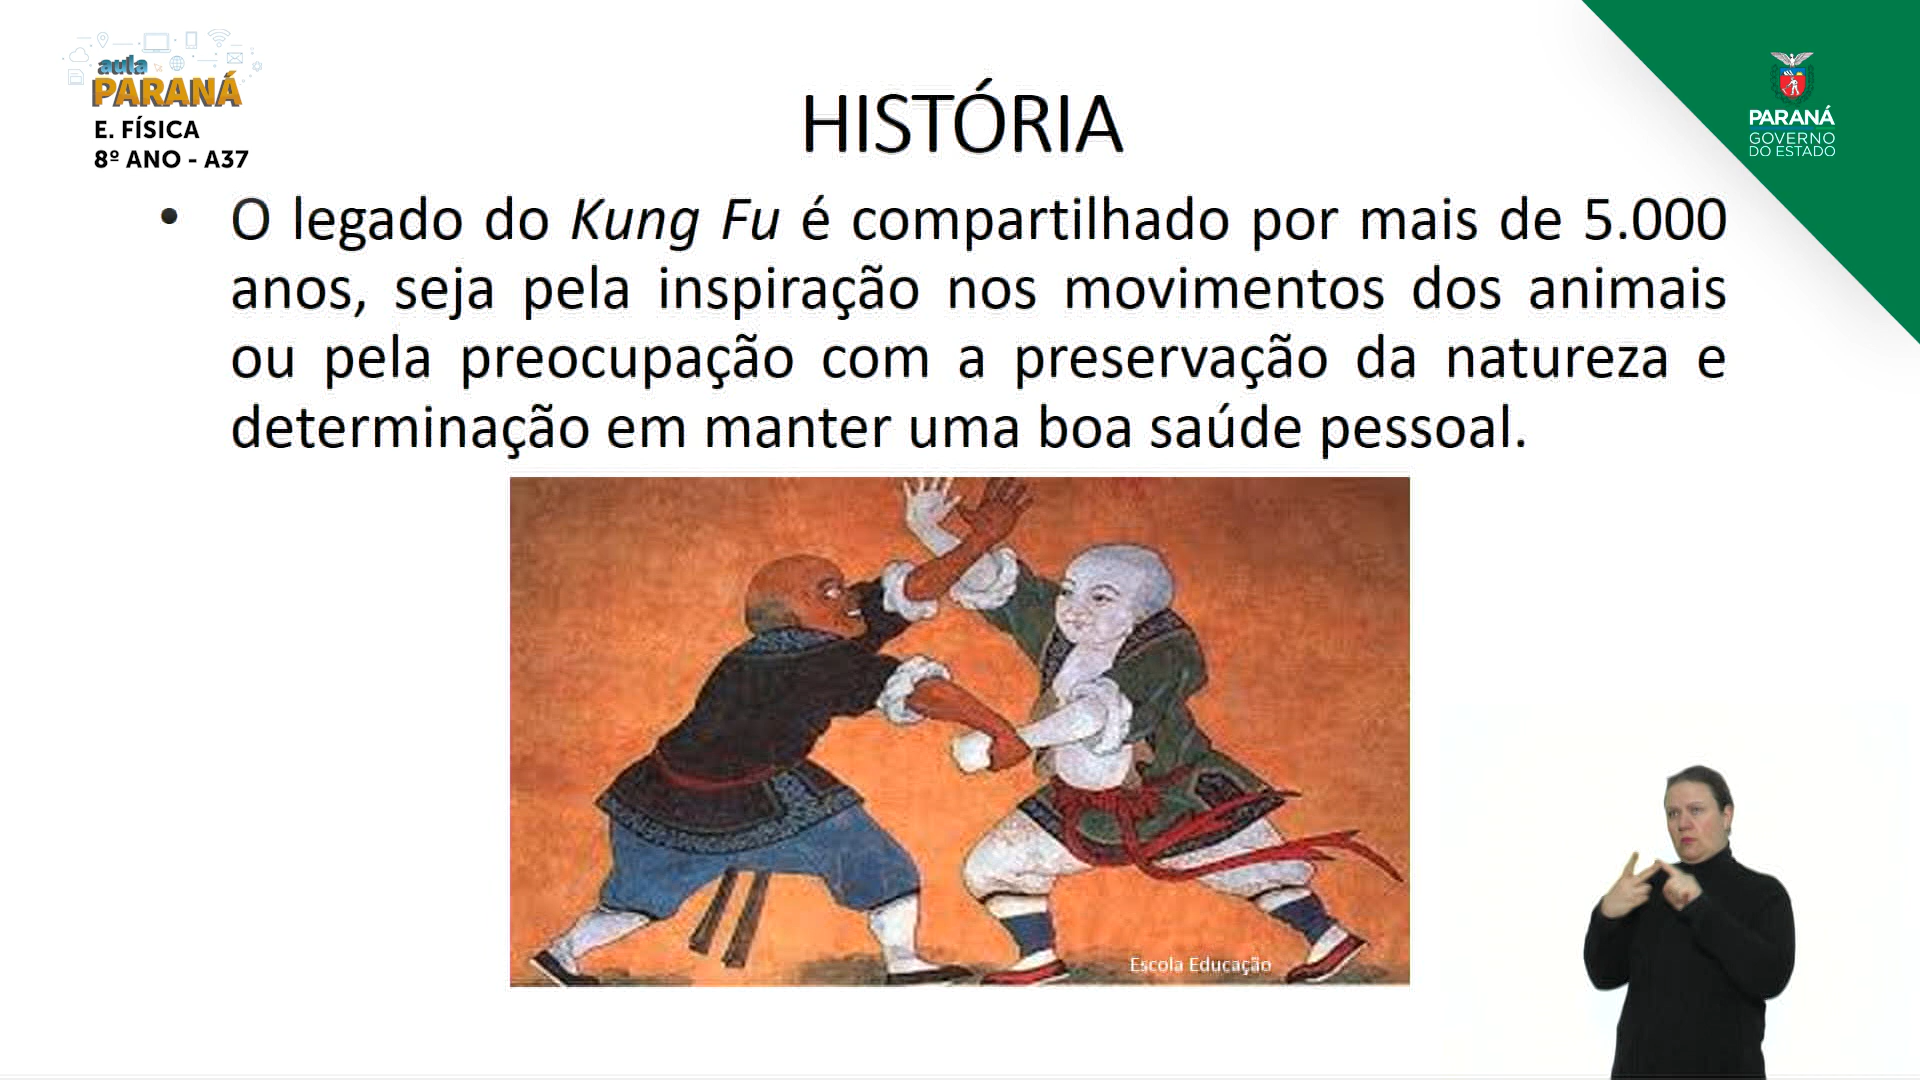 aula
PARANÁ
E. FÍSICA
8º ANO - A37
HISTÓRIA
PARANÁ
GOVERNO
DO ESTADO
• O legado do Kung Fu é compartilhado por mais de 5.000
anos, seja pela inspiração nos movimentos dos animais
ou pela preocupação com a preservação da natureza e
determinação em manter uma boa saúde pessoal.
Escola Educação